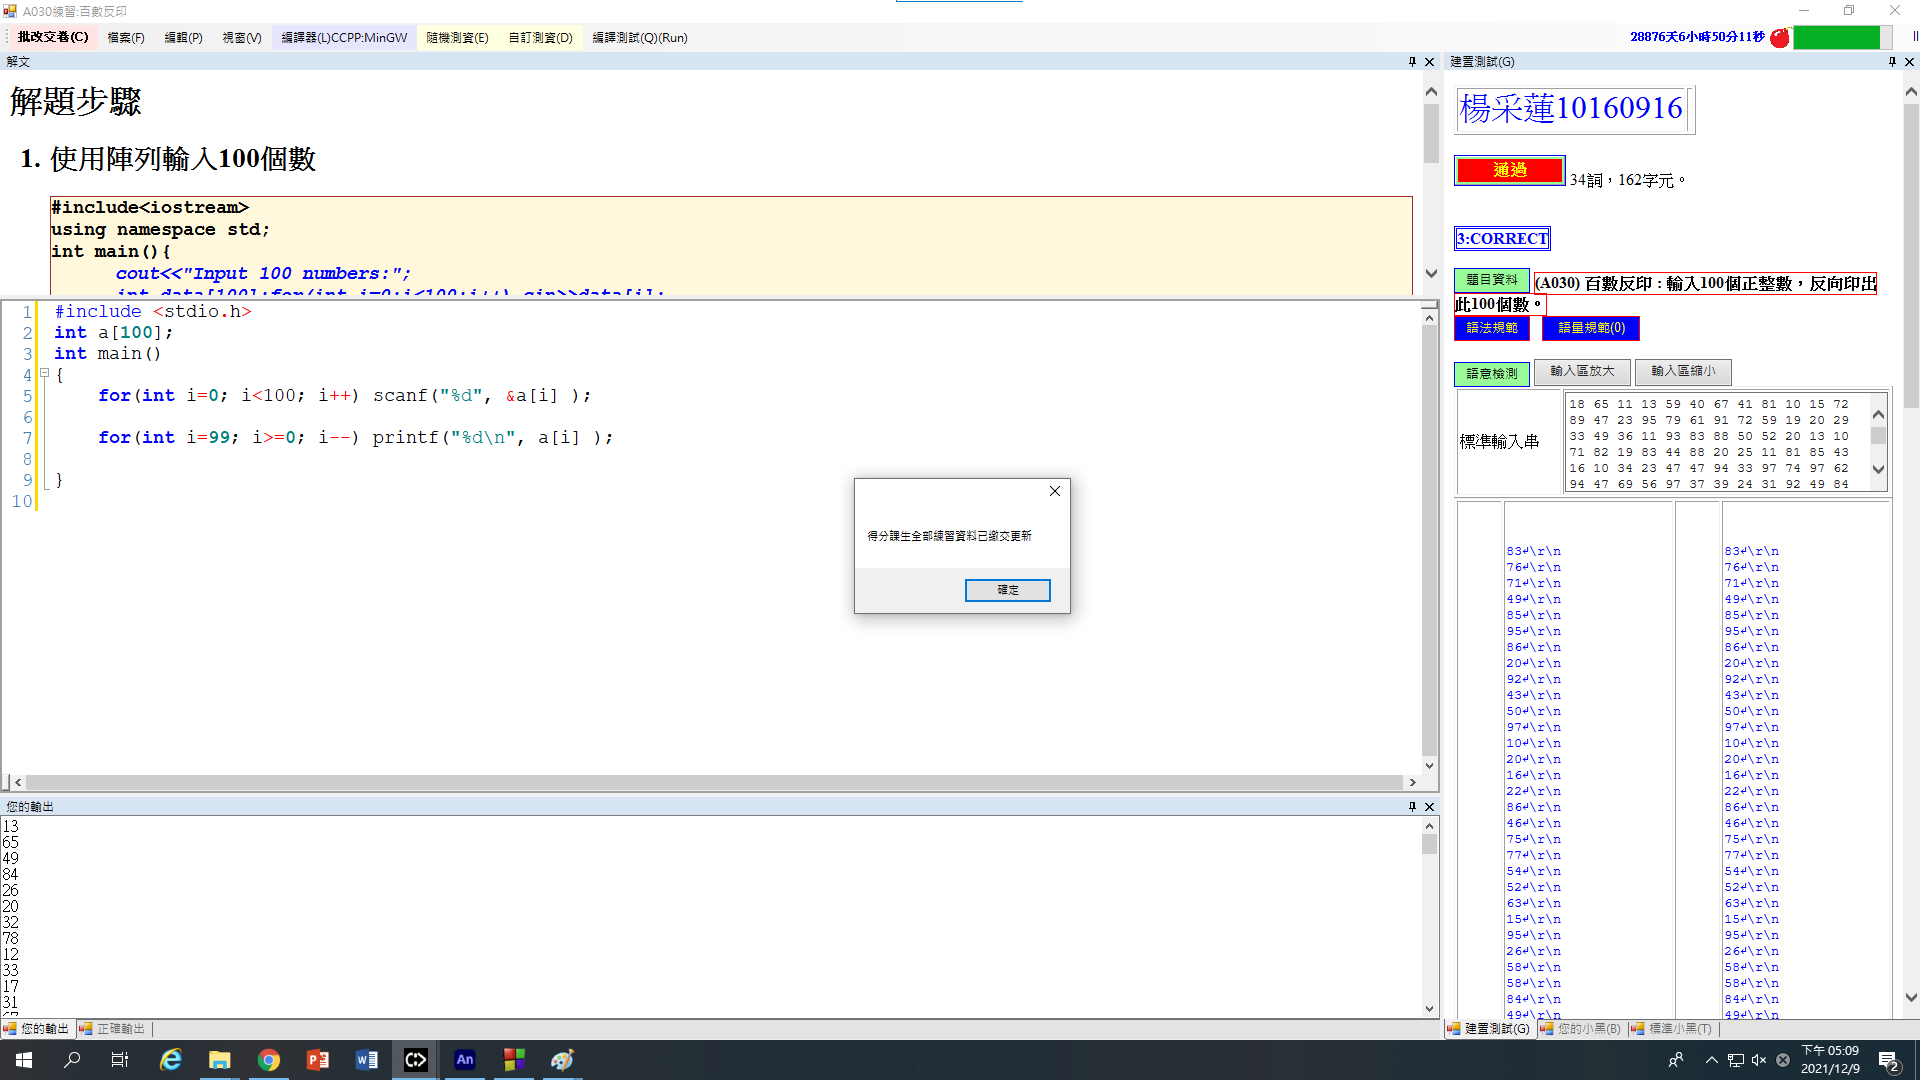 A030練習:百數反印
批改交卷(C) 檔案(F) 編輯(P) 視窗(V) 編譯器(L)CCPP:MinGW 隨機測資(E) 自訂測資(D) 編譯測試(Q)(Run)
28876天6小時50分11秒
解文
解題步驟
1. 使用陣列輸入100個數
#include<iostream>
using namespace std;
int main(){
cout<<"Input 100 numbers:";
int data[100];for(int i=0;i<100;i++) cin>>data[i];
1 #include <stdio.h>
2 int a[100];
3 int main()
4 {
5 for(int i=0; i<100; i++) scanf("%d", &a[i] );
6
7 for(int i=99; i>=0; i--) printf("%d\n", a[i] );
8
9 }
10
得分課生全部練習資料已繳交更新
確定
您的輸出
13
65
49
84
26
20
32
78
12
33
17
31
您的輸出 正確輸出
建置測試(G)
楊采蓮10160916
通過 34詞，162字元。
3:CORRECT
題目資料 (A030) 百數反印 : 輸入100個正整數，反向印出
此100個數。
語法規範 語量規範(0)
語意檢測 輸入區放大 輸入區縮小
標準輸入串
18 65 11 13 59 40 67 41 81 10 15 72
89 47 23 95 79 61 91 72 59 19 20 29
33 49 36 11 93 83 88 50 52 20 13 10
71 82 19 83 44 88 20 25 11 81 85 43
16 10 34 23 47 47 94 33 97 74 97 62
94 47 69 56 97 37 39 24 31 92 49 84
83↵\r\n 83↵\r\n
76↵\r\n 76↵\r\n
71↵\r\n 71↵\r\n
49↵\r\n 49↵\r\n
85↵\r\n 85↵\r\n
95↵\r\n 95↵\r\n
86↵\r\n 86↵\r\n
20↵\r\n 20↵\r\n
92↵\r\n 92↵\r\n
43↵\r\n 43↵\r\n
50↵\r\n 50↵\r\n
97↵\r\n 97↵\r\n
10↵\r\n 10↵\r\n
20↵\r\n 20↵\r\n
16↵\r\n 16↵\r\n
22↵\r\n 22↵\r\n
86↵\r\n 86↵\r\n
46↵\r\n 46↵\r\n
75↵\r\n 75↵\r\n
77↵\r\n 77↵\r\n
54↵\r\n 54↵\r\n
52↵\r\n 52↵\r\n
63↵\r\n 63↵\r\n
15↵\r\n 15↵\r\n
95↵\r\n 95↵\r\n
26↵\r\n 26↵\r\n
58↵\r\n 58↵\r\n
58↵\r\n 58↵\r\n
84↵\r\n 84↵\r\n
49↵\r\n 49↵\r\n
建置測試(G) 您的小黑(B) 標準小黑(T)
An
下午 05:09
2021/12/9
2